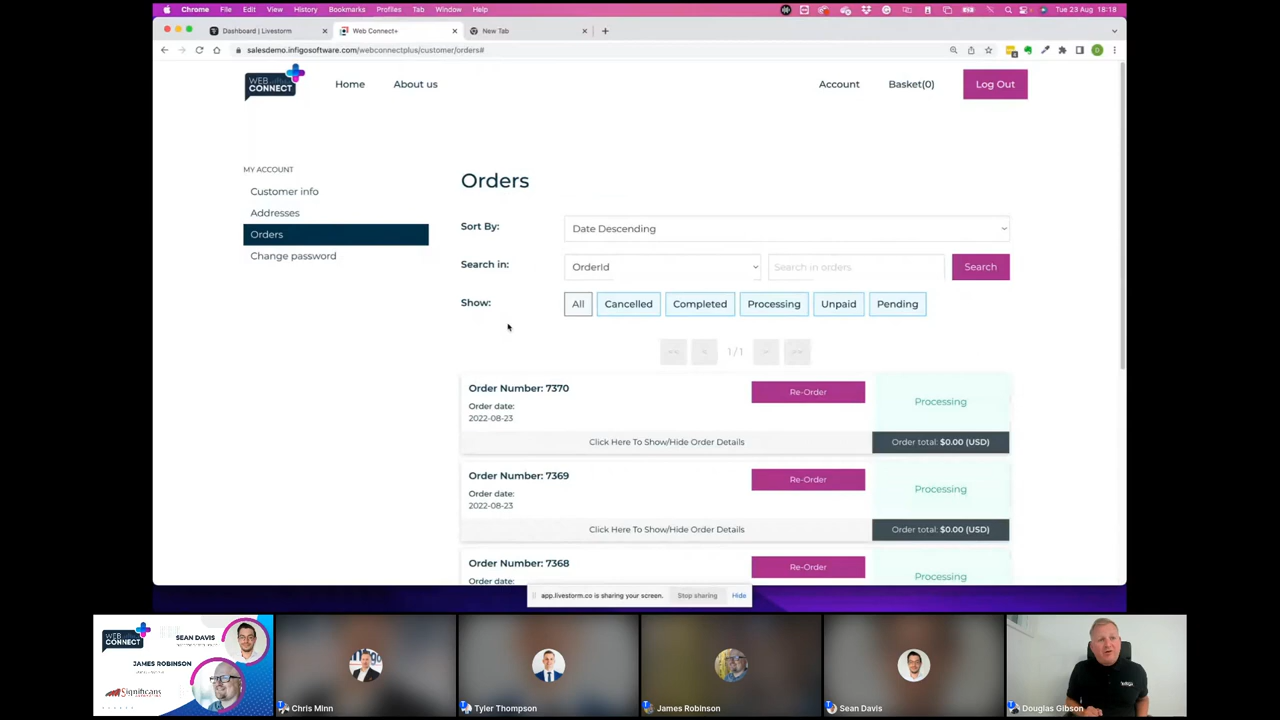 Chrome File Edit View History Bookmarks Profiles Tab Window Help Tue 23 Aug 18:18
Dashboard | Livestorm Web Connect+ New Tab
salesdemo.infigosoftware.com/webconnectplus/customer/orders#
WEB CONNECT Home About us Account Basket(0) Log Out
MY ACCOUNT
Customer info
Addresses
Orders
Change password
Orders
Sort By: Date Descending
Search in: OrderId Search in orders Search
Show: All Cancelled Completed Processing Unpaid Pending
<< < 1 / 1 > >>
Order Number: 7370 Re-Order Processing
Order date:
2022-08-23
Click Here To Show/Hide Order Details Order total: $0.00 (USD)
Order Number: 7369 Re-Order Processing
Order date:
2022-08-23
Click Here To Show/Hide Order Details Order total: $0.00 (USD)
Order Number: 7368 Re-Order Processing
Order date:
app.livestorm.co is sharing your screen. Stop sharing Hide
WEB CONNECT
SEAN DAVIS
JAMES ROBINSON
Significans
Chris Minn Tyler Thompson James Robinson Sean Davis Douglas Gibson